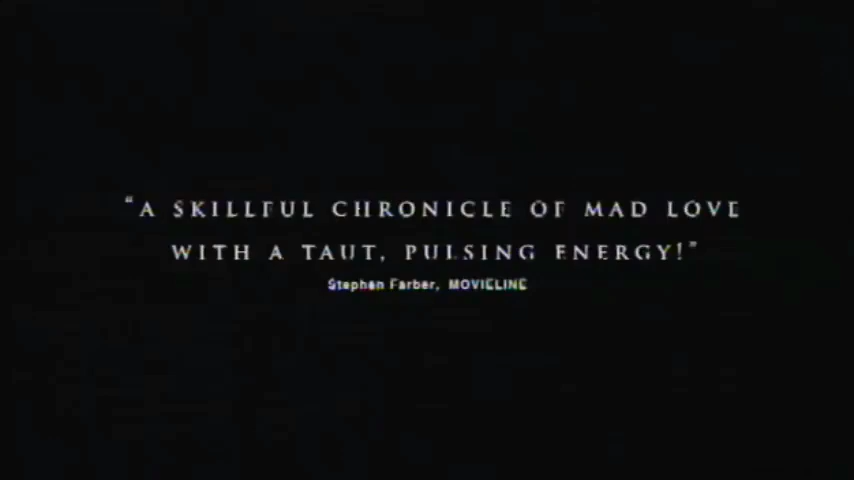 “A SKILLFUL CHRONICLE OF MAD LOVE
WITH A TAUT, PULSING ENERGY!”
Stephen Farber, MOVIELINE